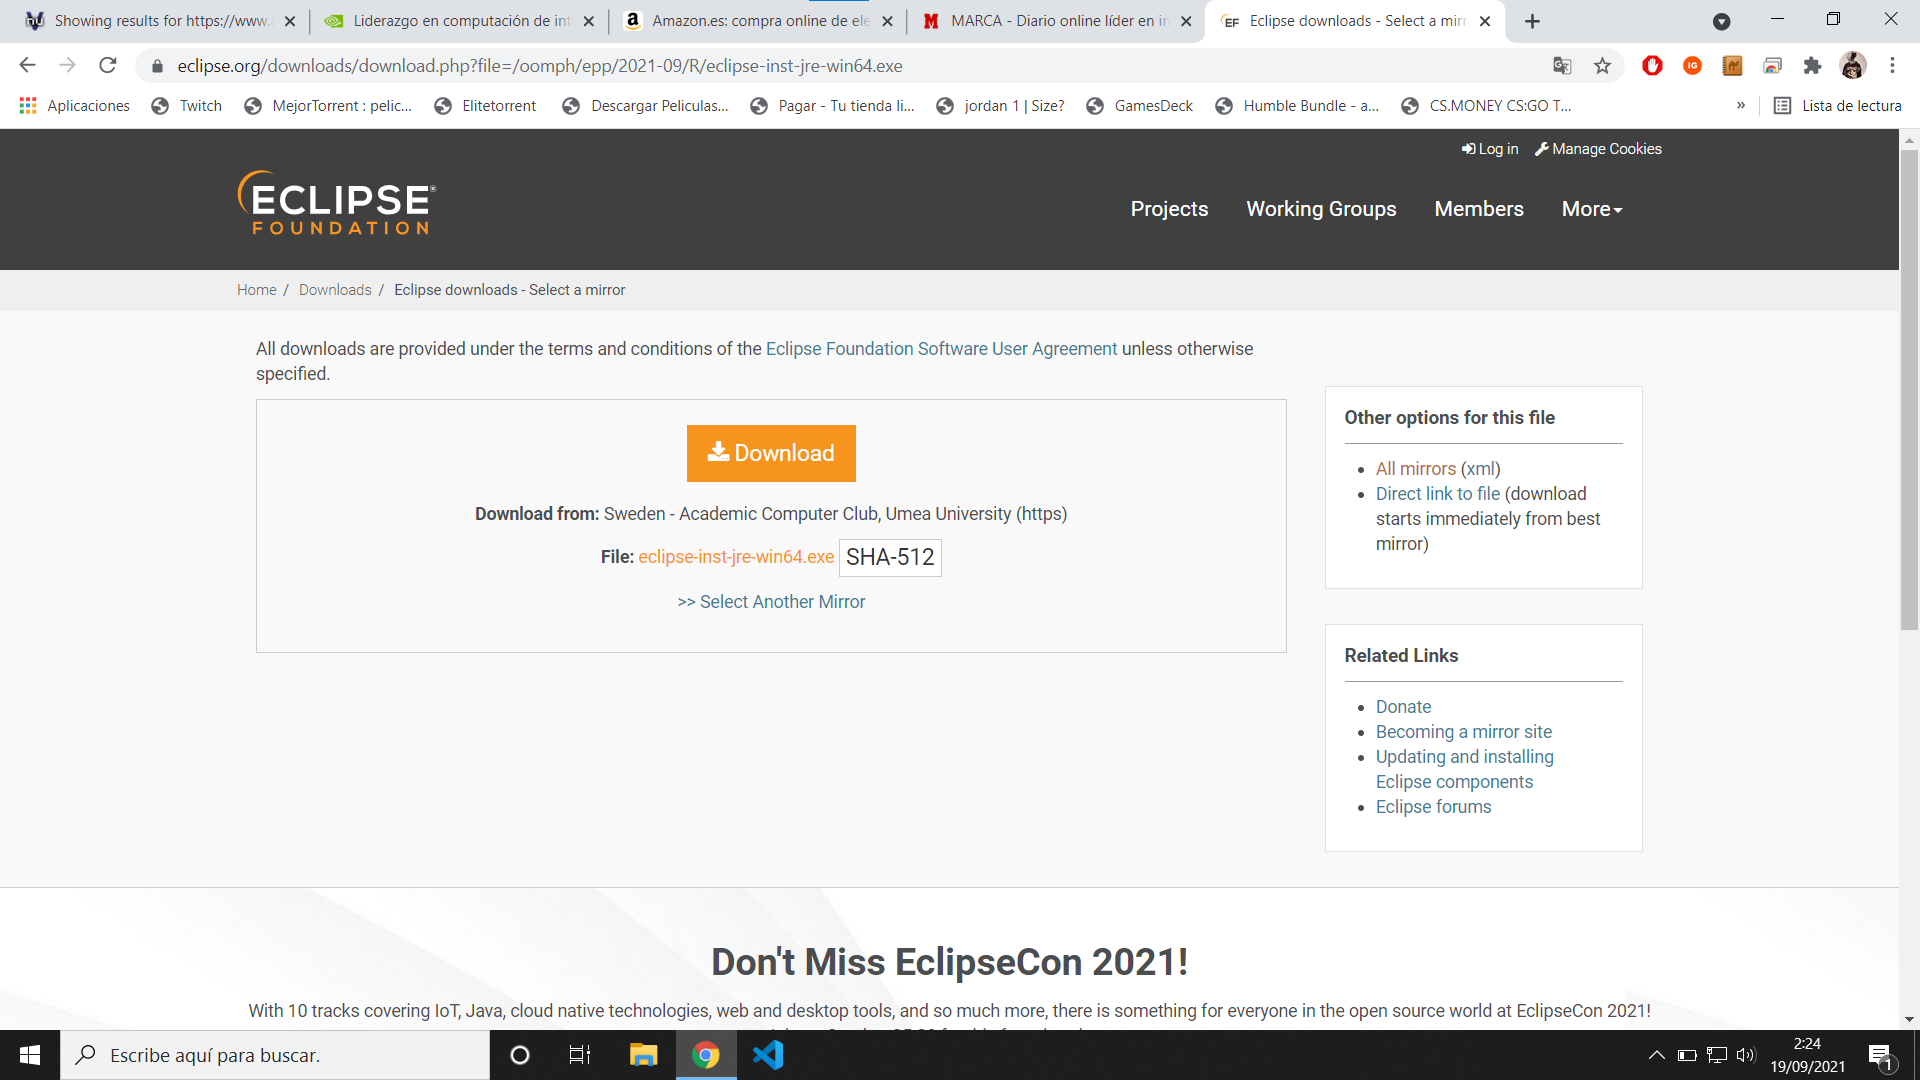 Showing results for https://www.a
Liderazgo en computación de int
Amazon.es: compra online de ele
MARCA - Diario online líder en in
Eclipse downloads - Select a mirr
eclipse.org/downloads/download.php?file=/oomph/epp/2021-09/R/eclipse-inst-jre-win64.exe
Aplicaciones
Twitch
MejorTorrent : pelic...
Elitetorrent
Descargar Peliculas...
Pagar - Tu tienda li...
jordan 1 | Size?
GamesDeck
Humble Bundle - a...
CS.MONEY CS:GO T...
»
Lista de lectura
Log in
Manage Cookies
ECLIPSE®
FOUNDATION
Projects
Working Groups
Members
More
Home / Downloads / Eclipse downloads - Select a mirror
All downloads are provided under the terms and conditions of the Eclipse Foundation Software User Agreement unless otherwise
specified.
Download
Download from: Sweden - Academic Computer Club, Umea University (https)
File: eclipse-inst-jre-win64.exe SHA-512
>> Select Another Mirror
Other options for this file
All mirrors (xml)
Direct link to file (download
starts immediately from best
mirror)
Related Links
Donate
Becoming a mirror site
Updating and installing
Eclipse components
Eclipse forums
Don't Miss EclipseCon 2021!
With 10 tracks covering IoT, Java, cloud native technologies, web and desktop tools, and so much more, there is something for everyone in the open source world at EclipseCon 2021!
Escribe aquí para buscar.
2:24
19/09/2021
1